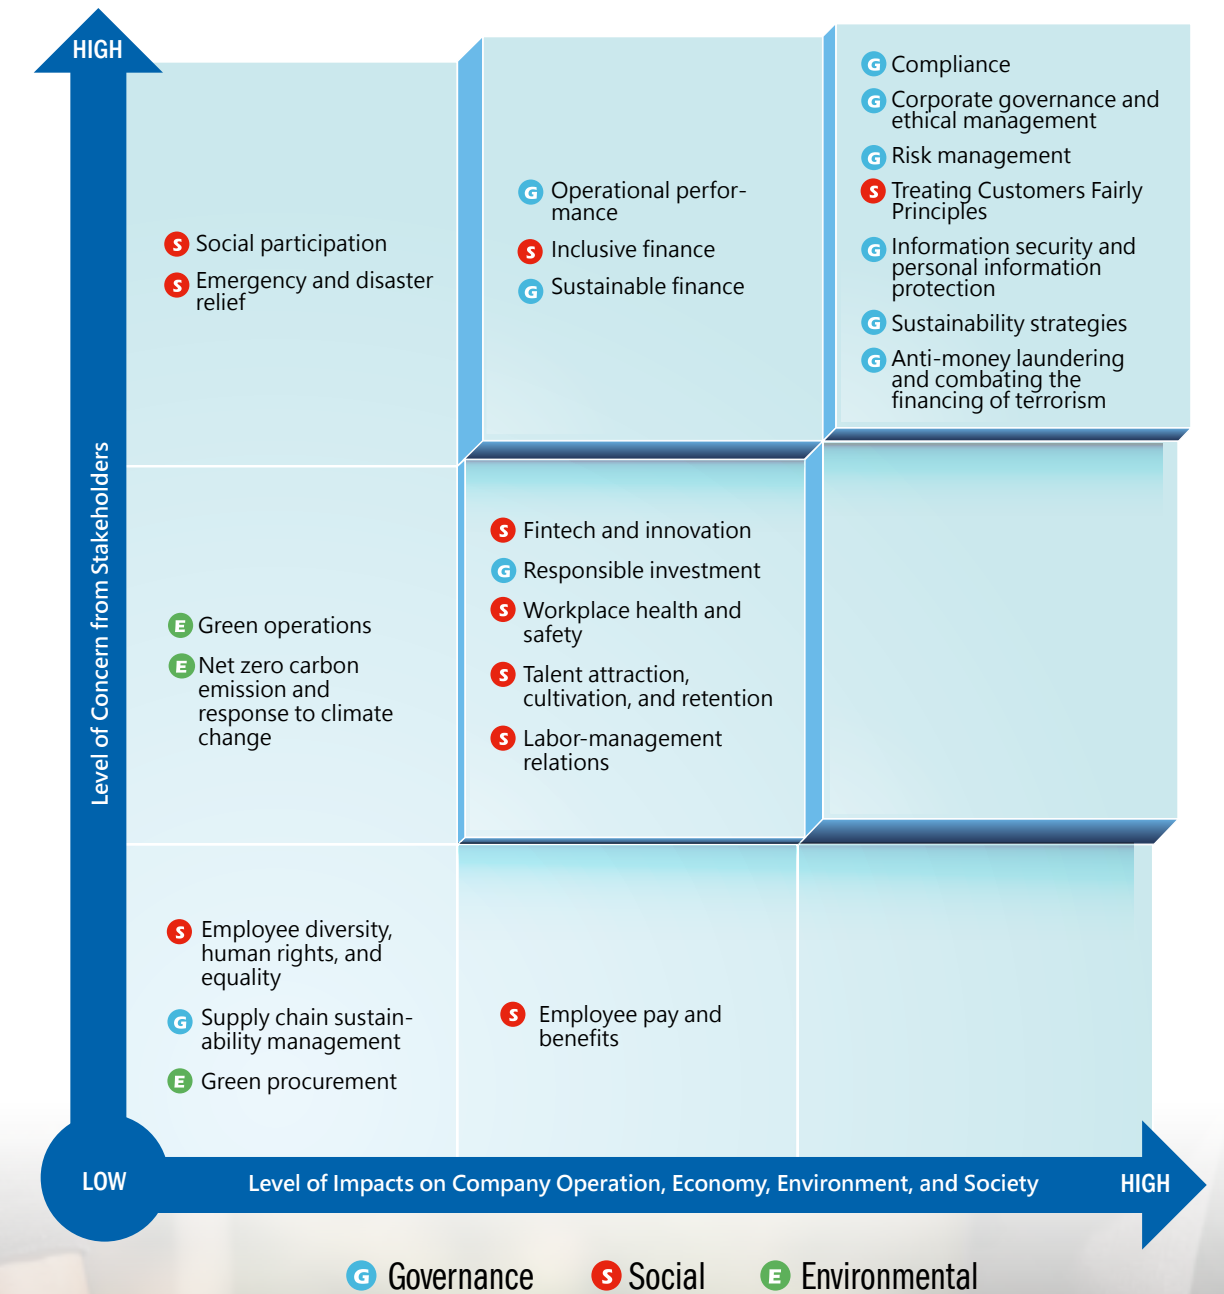 HIGH
Level of Concern from Stakeholders
S Social participation
S Emergency and disaster
relief
G Operational perfor-
mance
S Inclusive finance
G Sustainable finance
G Compliance
G Corporate governance and
ethical management
G Risk management
S Treating Customers Fairly
Principles
G Information security and
personal information
protection
G Sustainability strategies
G Anti-money laundering
and combating the
financing of terrorism
E Green operations
E Net zero carbon
emission and
response to climate
change
S Fintech and innovation
G Responsible investment
S Workplace health and
safety
S Talent attraction,
cultivation, and retention
S Labor-management
relations
S Employee diversity,
human rights, and
equality
G Supply chain sustain-
ability management
E Green procurement
S Employee pay and
benefits
LOW
Level of Impacts on Company Operation, Economy, Environment, and Society
HIGH
G Governance
S Social
E Environmental